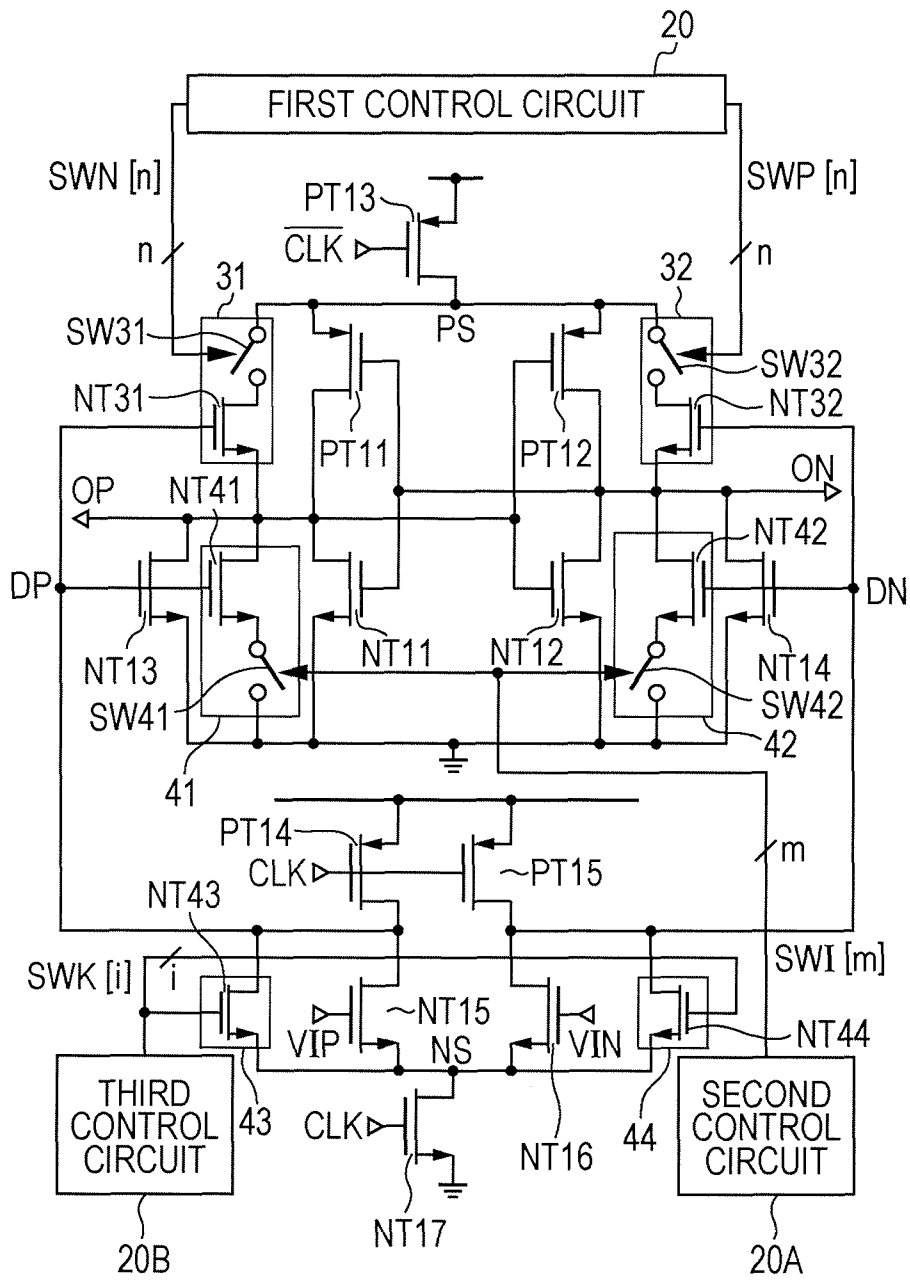 20
FIRST CONTROL CIRCUIT
SWN [n]
SWP [n]
PT13
CLK
n
n
31
32
PS
SW31
SW32
NT31
NT32
PT11
PT12
OP
NT41
ON
NT42
DP
DN
NT13
NT11
NT12
NT14
SW41
SW42
41
42
PT14
CLK
PT15
m
NT43
SWK [i]
i
SWI [m]
NT15
VIP
NS
VIN
NT44
43
44
THIRD
CONTROL
CIRCUIT
CLK
NT16
SECOND
CONTROL
CIRCUIT
NT17
20B
20A